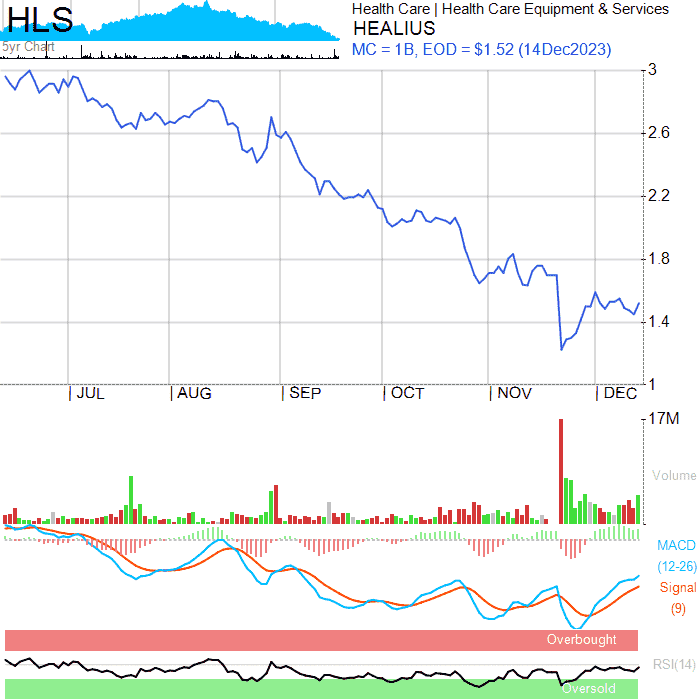 HLS
5yr Chart
Health Care | Health Care Equipment & Services
HEALIUS
MC = 1B, EOD = $1.52 (14Dec2023)
3
2.6
2.2
1.8
1.4
1
| JUL | AUG | SEP | OCT | NOV | DEC
17M
Volume
MACD
(12-26)
Signal
(9)
Overbought
RSI(14)
Oversold